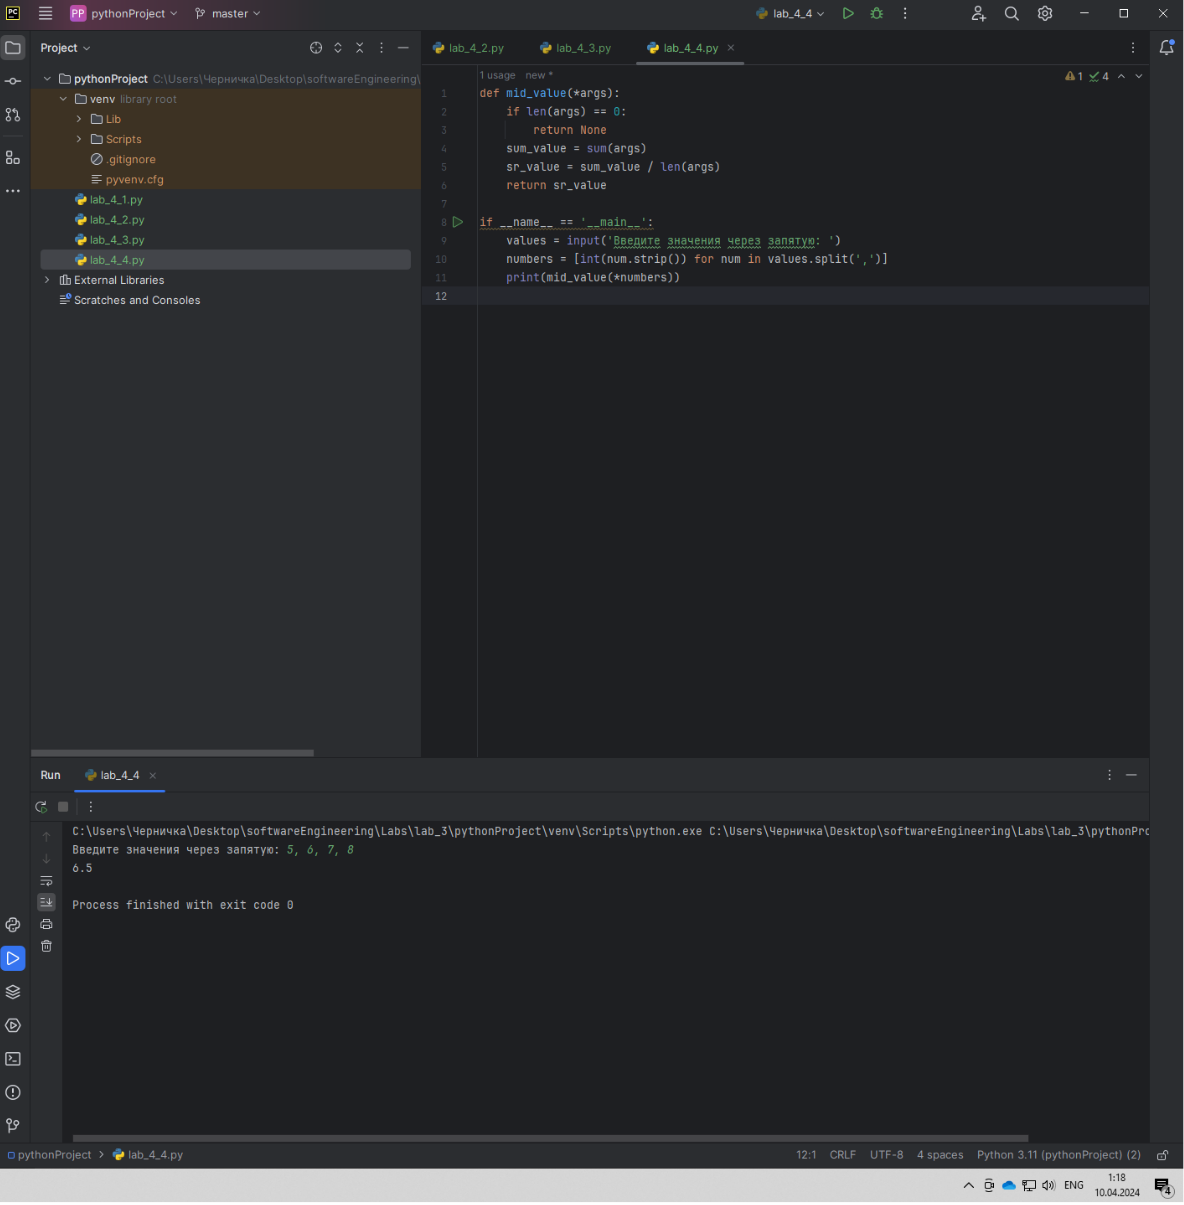 PC PP pythonProject master lab_4_4
Project
lab_4_2.py lab_4_3.py lab_4_4.py
pythonProject C:\Users\Черничка\Desktop\softwareEngineering\
venv library root
Lib
Scripts
.gitignore
pyvenv.cfg
lab_4_1.py
lab_4_2.py
lab_4_3.py
lab_4_4.py
External Libraries
Scratches and Consoles
1 usage new *
1 4
1 def mid_value(*args):
2 if len(args) == 0:
3 return None
4 sum_value = sum(args)
5 sr_value = sum_value / len(args)
6 return sr_value
7
8 if __name__ == '__main__':
9 values = input('Введите значения через запятую: ')
10 numbers = [int(num.strip()) for num in values.split(',')]
11 print(mid_value(*numbers))
12
Run lab_4_4
C:\Users\Черничка\Desktop\softwareEngineering\Labs\lab_3\pythonProject\venv\Scripts\python.exe C:\Users\Черничка\Desktop\softwareEngineering\Labs\lab_3\pythonPro
Введите значения через запятую: 5, 6, 7, 8
6.5
Process finished with exit code 0
pythonProject > lab_4_4.py 12:1 CRLF UTF-8 4 spaces Python 3.11 (pythonProject) (2)
ENG 1:18
10.04.2024 4